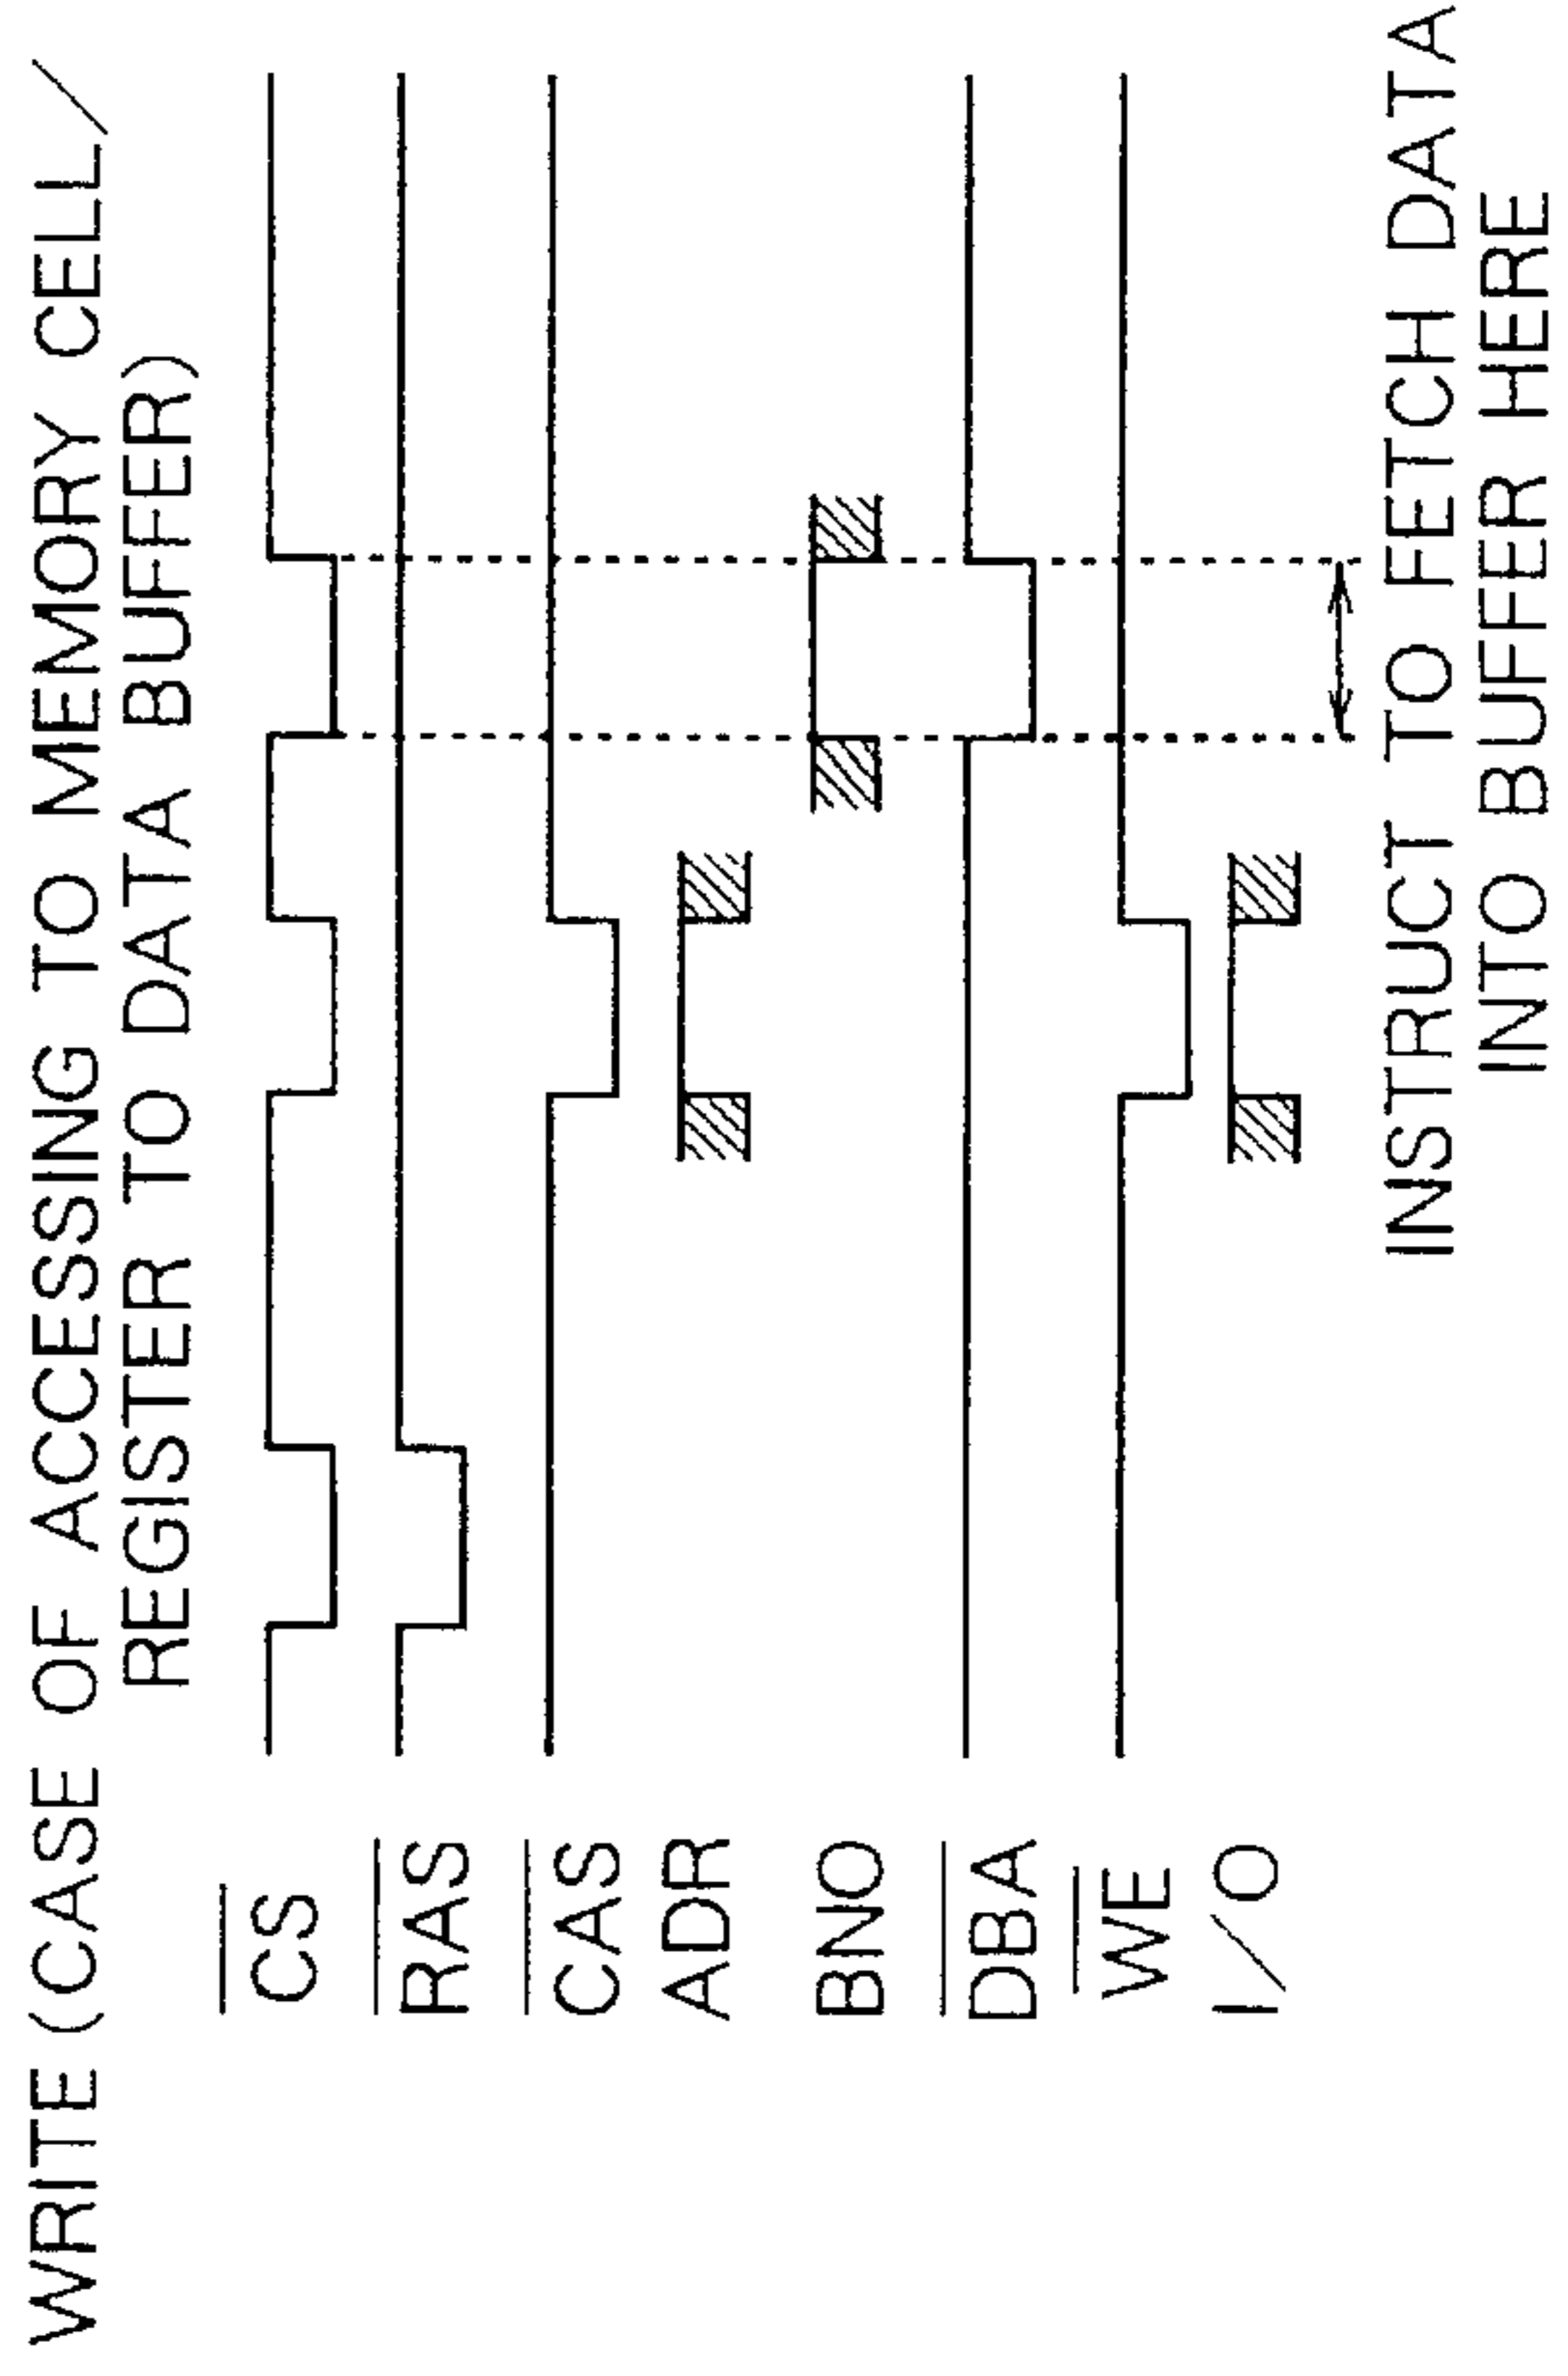 WRITE (CASE OF ACCESSING TO MEMORY CELL/
REGISTER TO DATA BUFFER)
CS
RAS
CAS
ADR
BNO
DBA
WE
I/O
INSTRUCT TO FETCH DATA
INTO BUFFER HERE